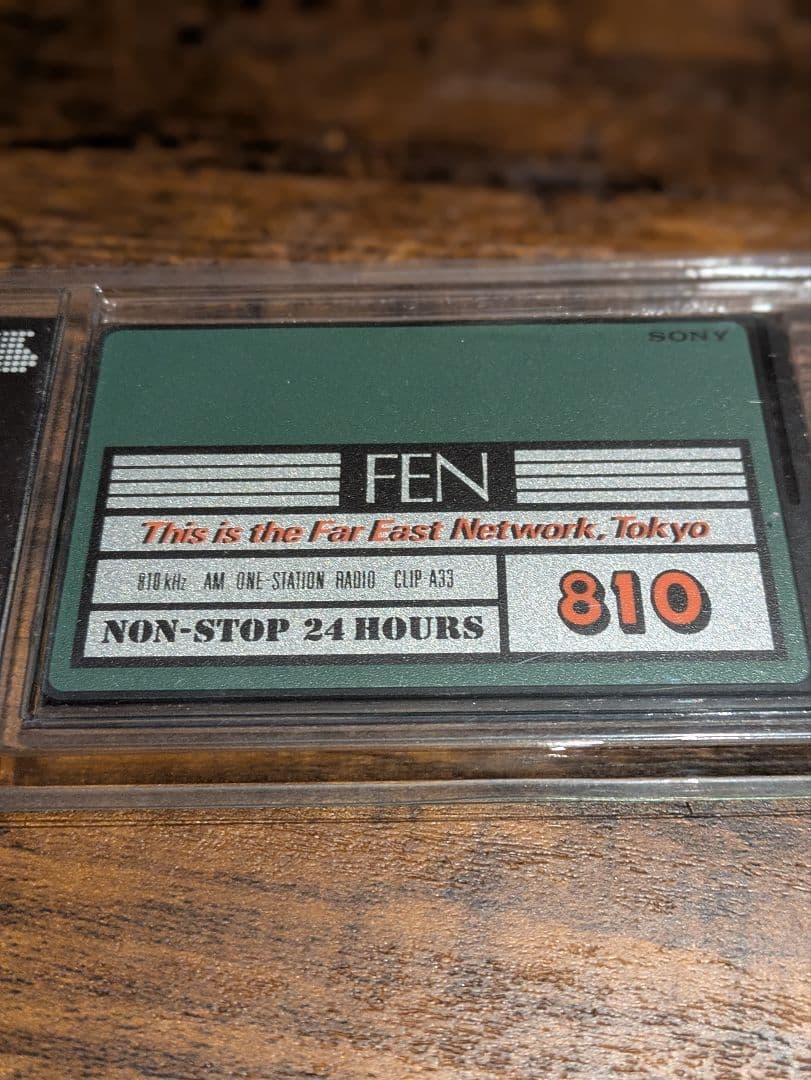 SONY
FEN
This is the Far East Network, Tokyo
810 kHz AM ONE-STATION RADIO CLIP A33
810
NON-STOP 24 HOURS